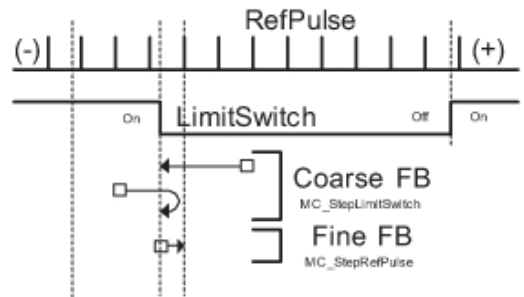 RefPulse
(-) (+)
On LimitSwitch Off On
Coarse FB
MC_StepLimitSwitch
Fine FB
MC_StepRefPulse